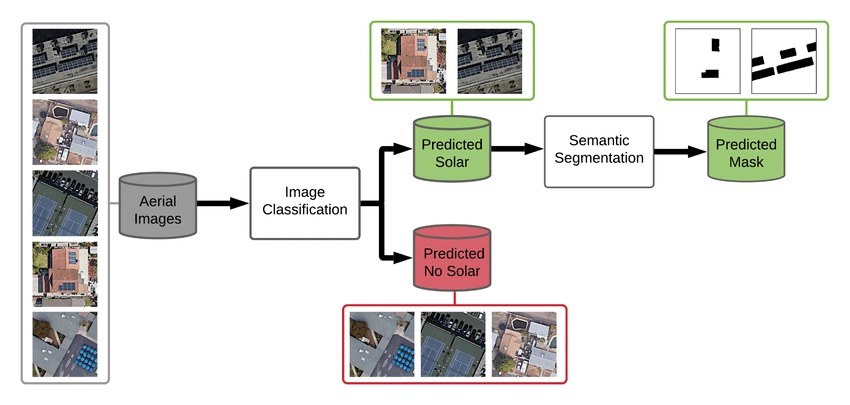 Aerial
Images
Image
Classification
Predicted
Solar
Semantic
Segmentation
Predicted
Mask
Predicted
No Solar